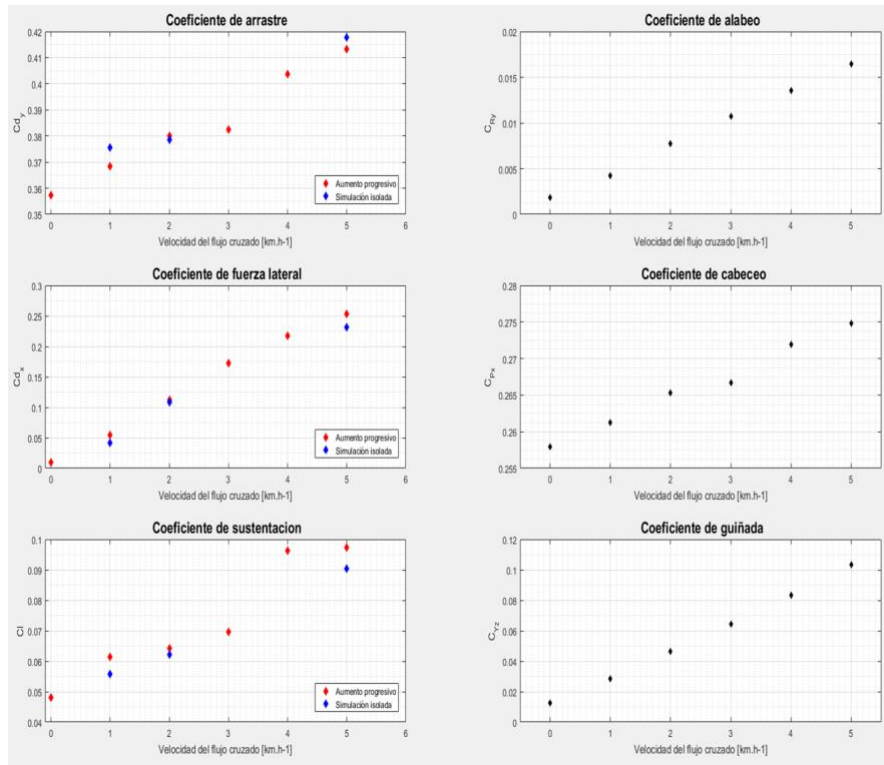 Coeficiente de arrastre
0.42
0.41
0.4
0.39
0.38
0.37
0.36
0.35
Cd_y
0 1 2 3 4 5 6
Velocidad del flujo cruzado [km.h-1]
Aumento progresivo
Simulación isolada
Coeficiente de alabeo
0.02
0.015
0.01
0.005
0
C_Ry
0 1 2 3 4 5
Velocidad del flujo cruzado [km.h-1]
Coeficiente de fuerza lateral
0.3
0.25
0.2
0.15
0.1
0.05
0
Cd_x
0 1 2 3 4 5 6
Velocidad del flujo cruzado [km.h-1]
Aumento progresivo
Simulación isolada
Coeficiente de cabeceo
0.28
0.275
0.27
0.265
0.26
0.255
C_Px
0 1 2 3 4 5
Velocidad del flujo cruzado [km.h-1]
Coeficiente de sustentacion
0.1
0.09
0.08
0.07
0.06
0.05
0.04
Cl
0 1 2 3 4 5 6
Velocidad del flujo cruzado [km.h-1]
Aumento progresivo
Simulación isolada
Coeficiente de guiñada
0.12
0.1
0.08
0.06
0.04
0.02
0
C_Yz
0 1 2 3 4 5
Velocidad del flujo cruzado [km.h-1]